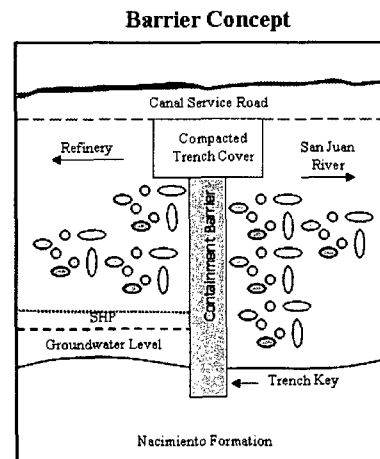 Barrier Concept
Canal Service Road
Refinery
Compacted
Trench Cover
San Juan
River
Containment Barrier
SHP
Groundwater Level
Trench Key
Nacimiento Formation